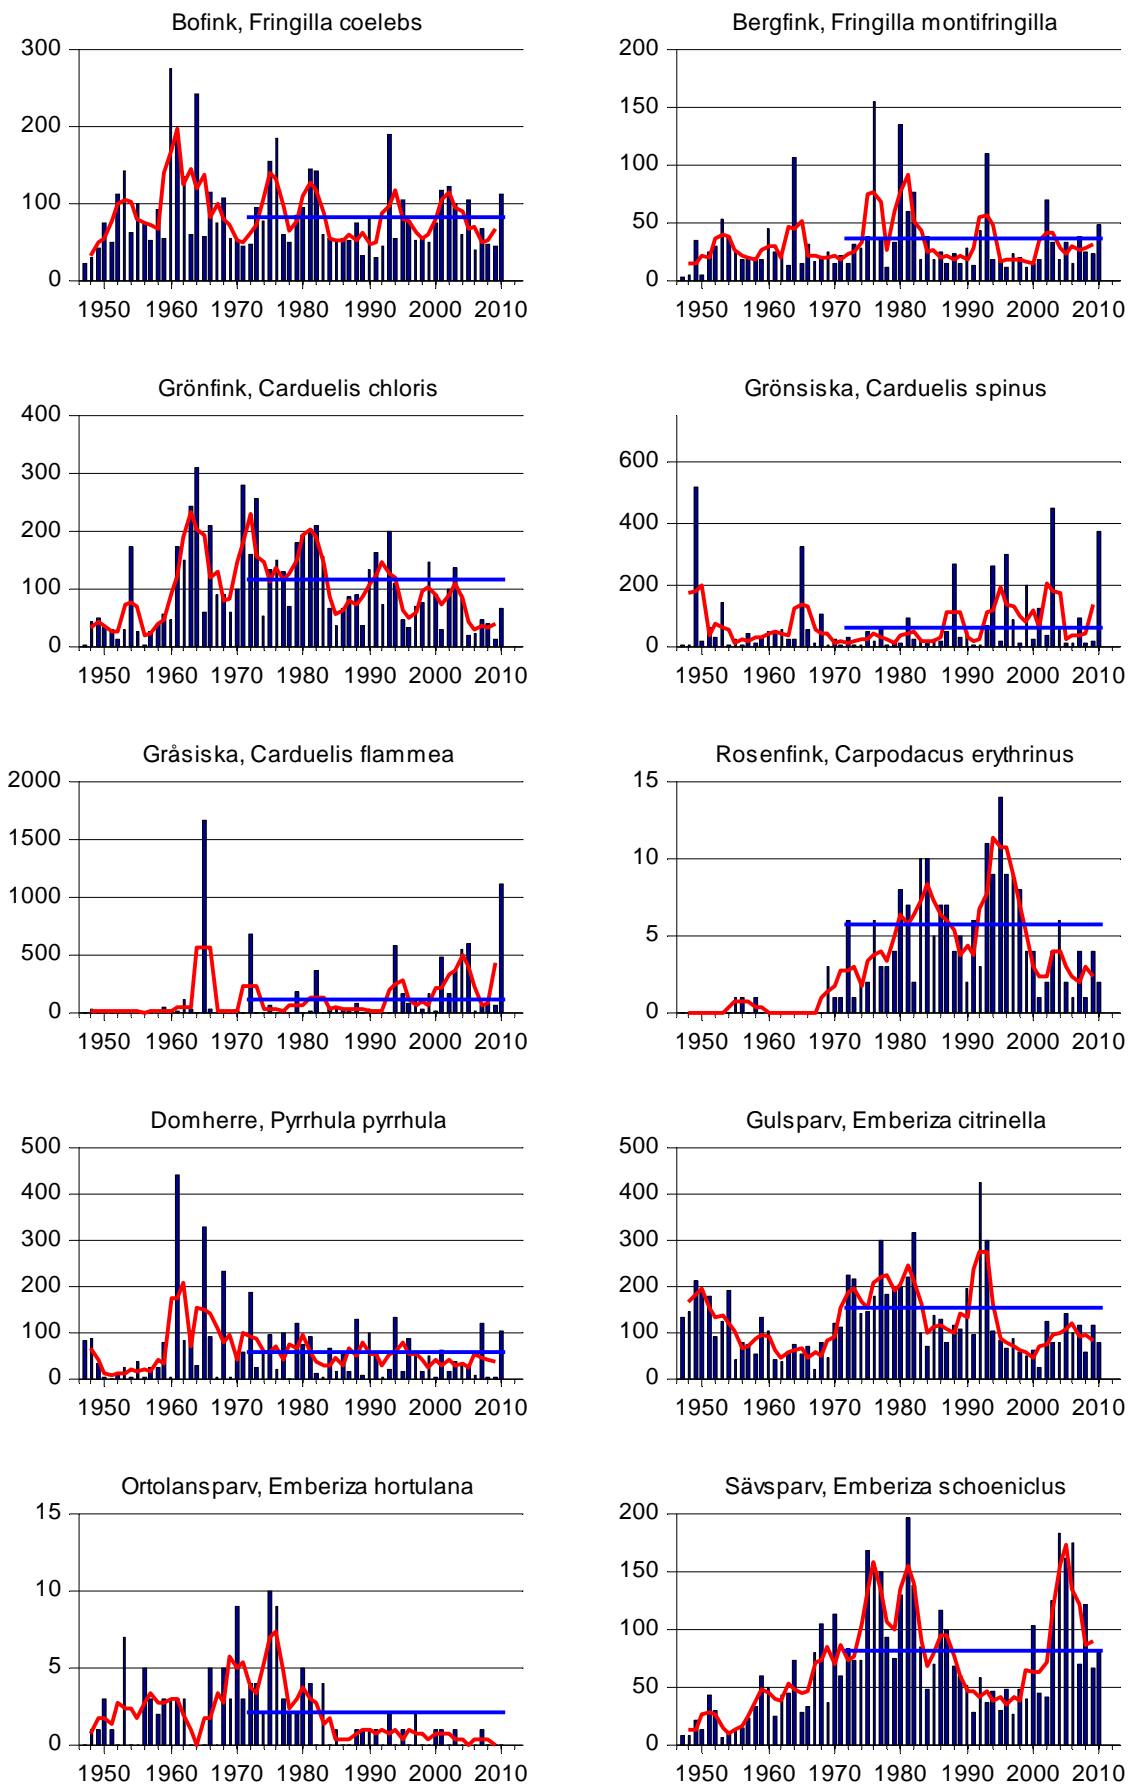 Bofink, Fringilla coelebs
300
200
100
0
1950 1960 1970 1980 1990 2000 2010
Bergfink, Fringilla montifringilla
200
150
100
50
0
1950 1960 1970 1980 1990 2000 2010
Grönfink, Carduelis chloris
400
300
200
100
0
1950 1960 1970 1980 1990 2000 2010
Grönsiska, Carduelis spinus
600
400
200
0
1950 1960 1970 1980 1990 2000 2010
Gråsiska, Carduelis flammea
2000
1500
1000
500
0
1950 1960 1970 1980 1990 2000 2010
Rosenfink, Carpodacus erythrinus
15
10
5
0
1950 1960 1970 1980 1990 2000 2010
Domherre, Pyrrhula pyrrhula
500
400
300
200
100
0
1950 1960 1970 1980 1990 2000 2010
Gulsparv, Emberiza citrinella
500
400
300
200
100
0
1950 1960 1970 1980 1990 2000 2010
Ortolansparv, Emberiza hortulana
15
10
5
0
1950 1960 1970 1980 1990 2000 2010
Sävsparv, Emberiza schoeniclus
200
150
100
50
0
1950 1960 1970 1980 1990 2000 2010